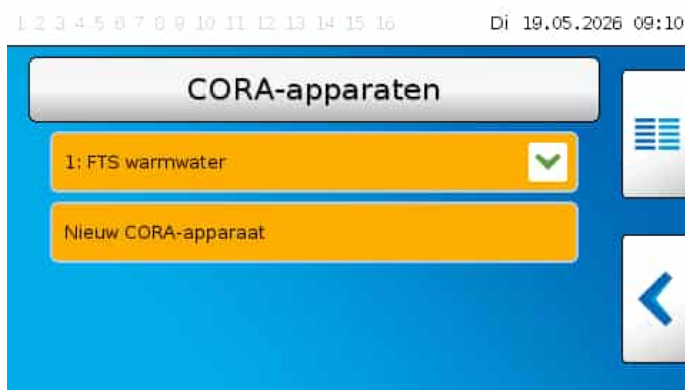 1 2 3 4 5 6 7 8 9 10 11 12 13 14 15 16 Di 19.05.2026 09:10
CORA-apparaten
1: FTS warmwater
Nieuw CORA-apparaat